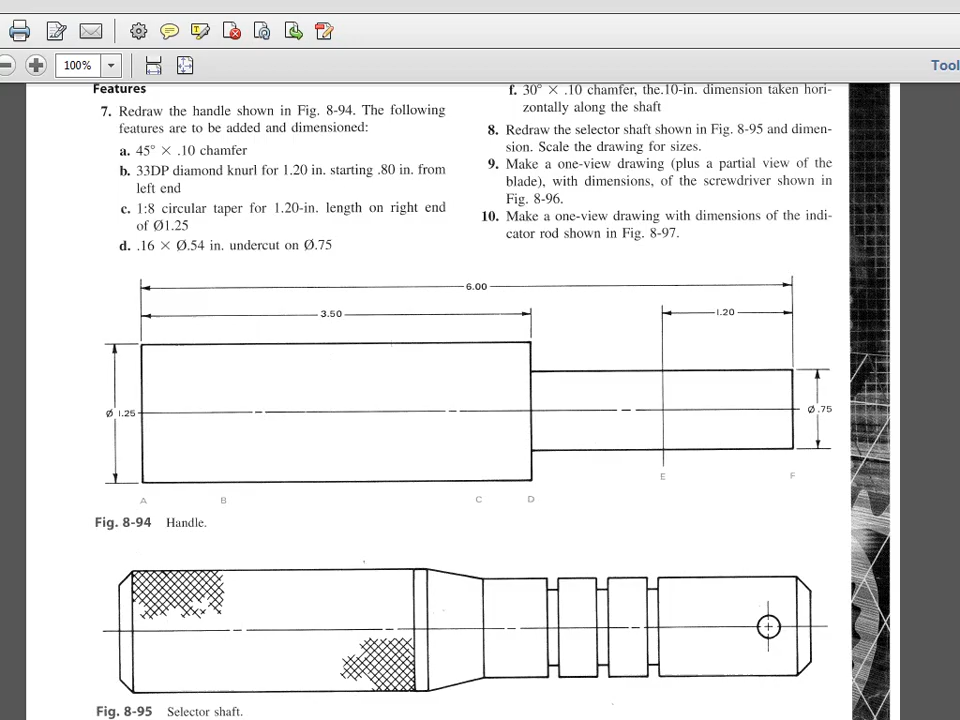 100%
Tool
Features
7. Redraw the handle shown in Fig. 8-94. The following
features are to be added and dimensioned:
a. 45° × .10 chamfer
b. 33DP diamond knurl for 1.20 in. starting .80 in. from
left end
c. 1:8 circular taper for 1.20-in. length on right end
of Ø1.25
d. .16 × Ø.54 in. undercut on Ø.75
f. 30° × .10 chamfer, the.10-in. dimension taken hori-
zontally along the shaft
8. Redraw the selector shaft shown in Fig. 8-95 and dimen-
sion. Scale the drawing for sizes.
9. Make a one-view drawing (plus a partial view of the
blade), with dimensions, of the screwdriver shown in
Fig. 8-96.
10. Make a one-view drawing with dimensions of the indi-
cator rod shown in Fig. 8-97.
6.00
3.50
1.20
Ø 1.25
Ø .75
A B C D E F
Fig. 8-94 Handle.
Fig. 8-95 Selector shaft.